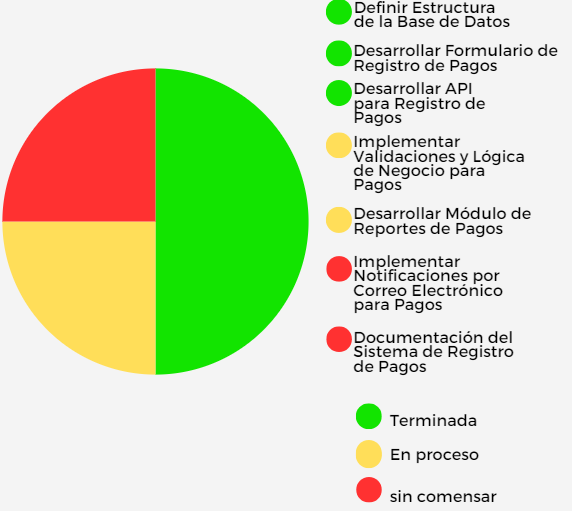 Definir Estructura
de la Base de Datos
Desarrollar Formulario de
Registro de Pagos
Desarrollar API
para Registro de
Pagos
Implementar
Validaciones y Lógica
de Negocio para
Pagos
Desarrollar Módulo de
Reportes de Pagos
Implementar
Notificaciones por
Correo Electrónico
para Pagos
Documentación del
Sistema de Registro
de Pagos
Terminada
En proceso
sin comensar